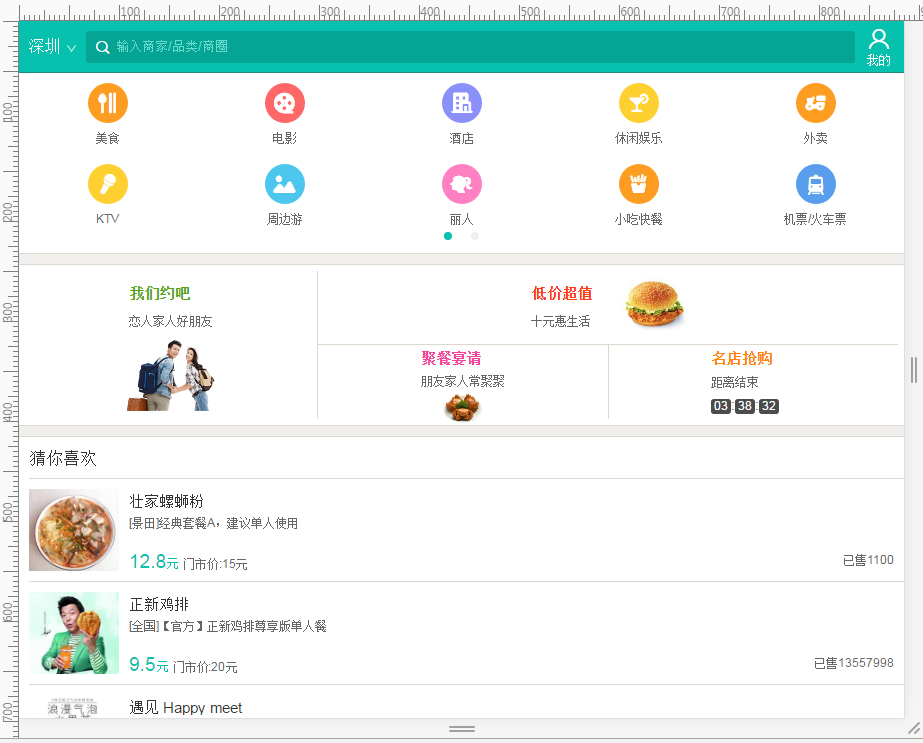 100 200 300 400 500 600 700 800
深圳
输入商家/品类/商圈
我的
美食 电影 酒店 休闲娱乐 外卖
KTV 周边游 丽人 小吃快餐 机票/火车票
我们约吧
恋人家人好朋友
低价超值
十元惠生活
聚餐宴请
朋友家人常聚聚
名店抢购
距离结束
03:38:32
猜你喜欢
壮家螺蛳粉
[景田]经典套餐A，建议单人使用
12.8元 门市价:15元
已售1100
正新鸡排
[全国]【官方】正新鸡排尊享版单人餐
9.5元 门市价:20元
已售13557998
浪漫气泡
遇见 Happy meet
100
200
300
400
500
600
700